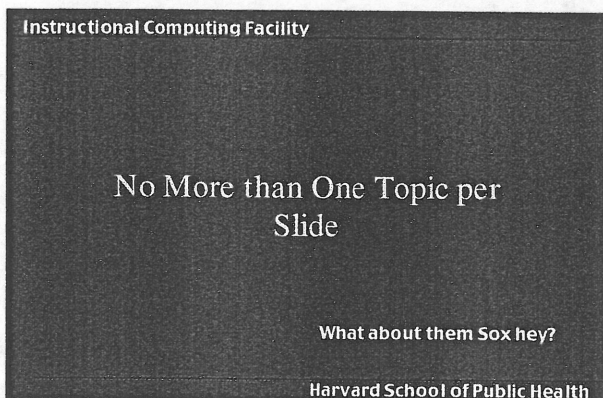 Instructional Computing Facility
No More than One Topic per
Slide
What about them Sox hey?
Harvard School of Public Health